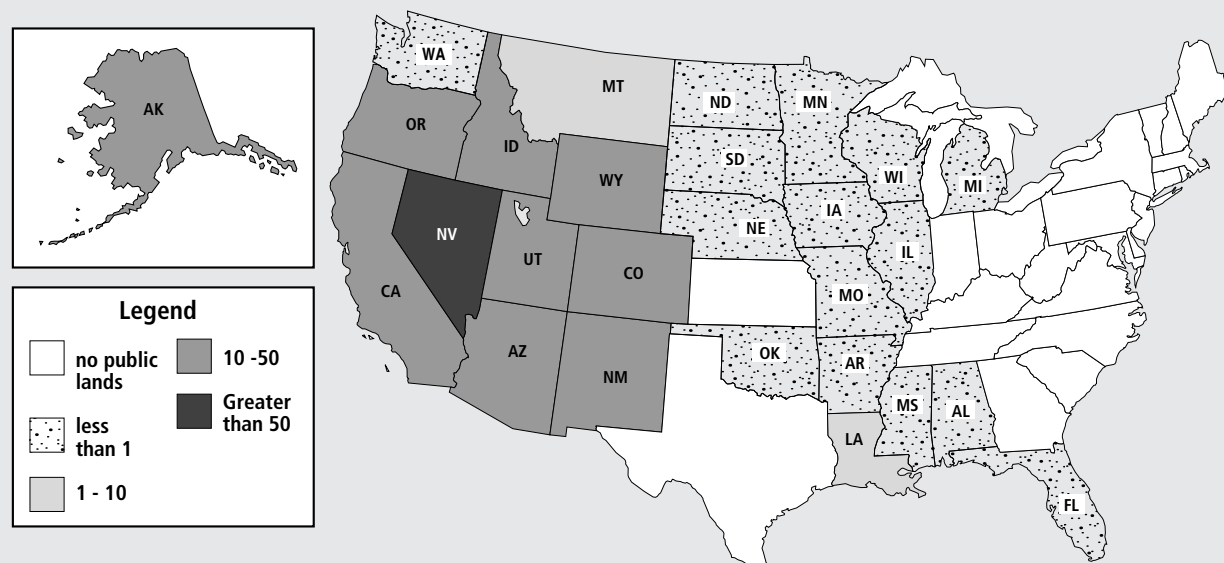 AK
WA
MT
ND
MN
OR
ID
SD
WI
MI
WY
NE
IA
NV
UT
CO
IL
CA
MO
AZ
NM
OK
AR
MS
AL
LA
FL
Legend
no public
lands
10 -50
less
than 1
Greater
than 50
1 - 10